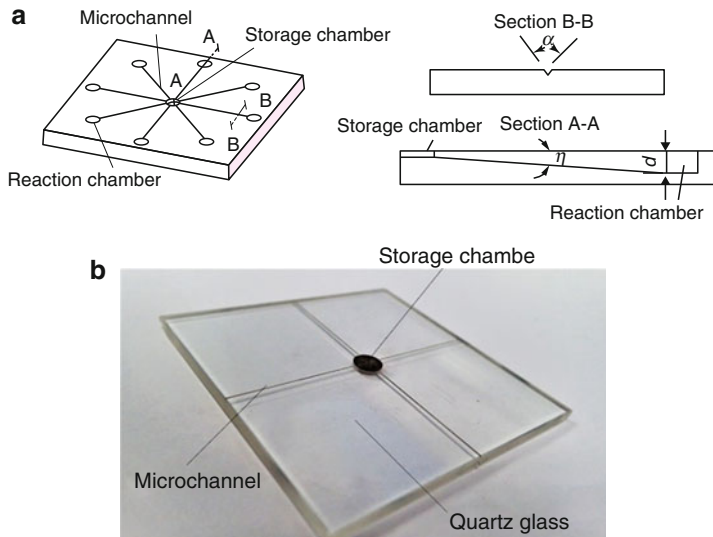 a
Microchannel
A
Storage chamber
A
B
B
Reaction chamber
Section B-B
α
Storage chamber
Section A-A
η
d
Reaction chamber
b
Storage chambe
Microchannel
Quartz glass